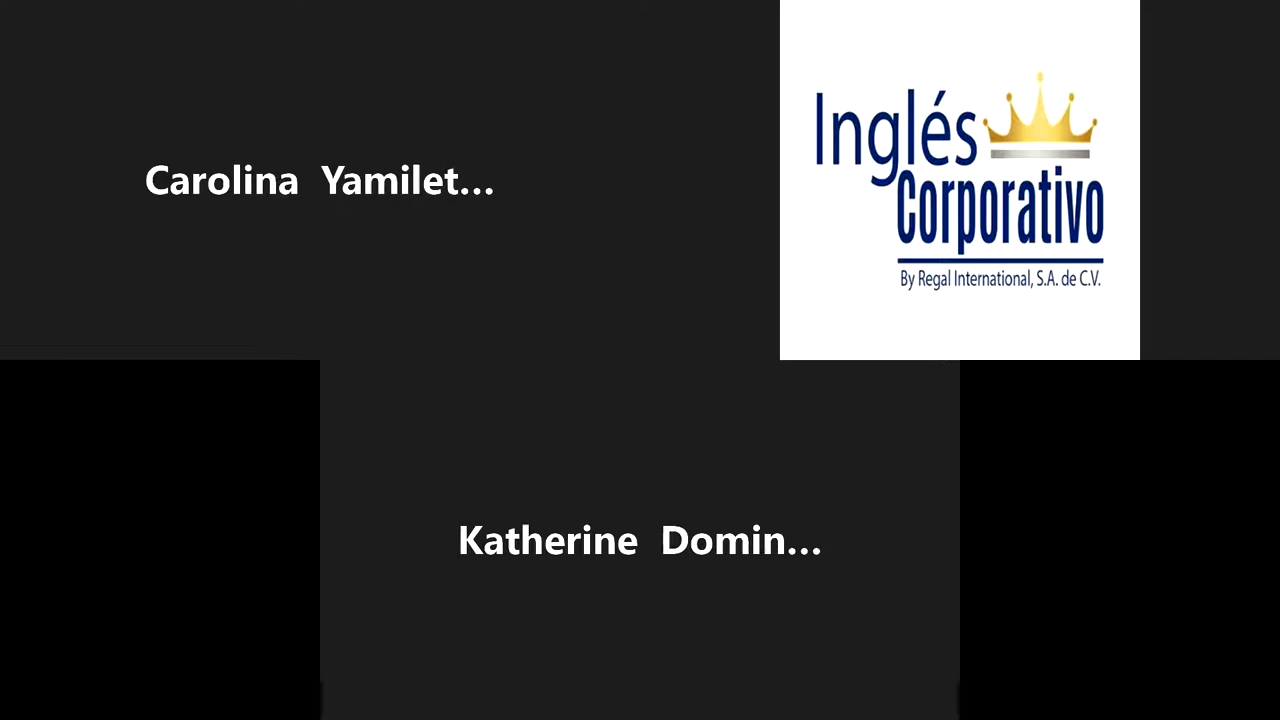 Carolina Yamilet...
Inglés
Corporativo
By Regal International, S.A. de C.V.
Katherine Domin...